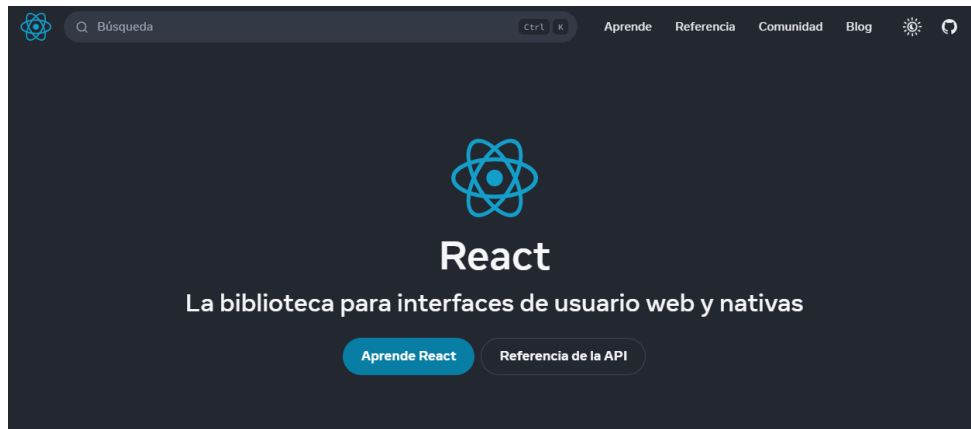 Búsqueda Ctrl K Aprende Referencia Comunidad Blog
React
La biblioteca para interfaces de usuario web y nativas
Aprende React Referencia de la API